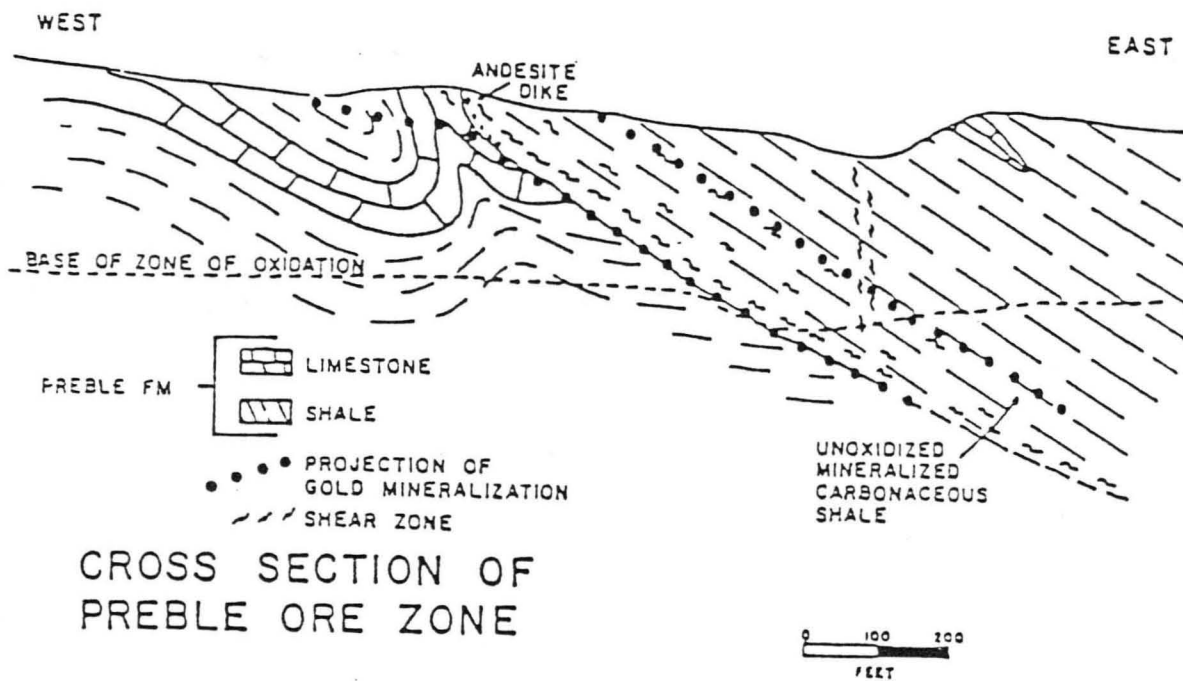 WEST
EAST
ANDESITE
DIKE
BASE OF ZONE OF OXIDATION
PREBLE FM
LIMESTONE
SHALE
PROJECTION OF
GOLD MINERALIZATION
SHEAR ZONE
UNOXIDIZED
MINERALIZED
CARBONACEOUS
SHALE
CROSS SECTION OF
PREBLE ORE ZONE
0 100 200
FEET